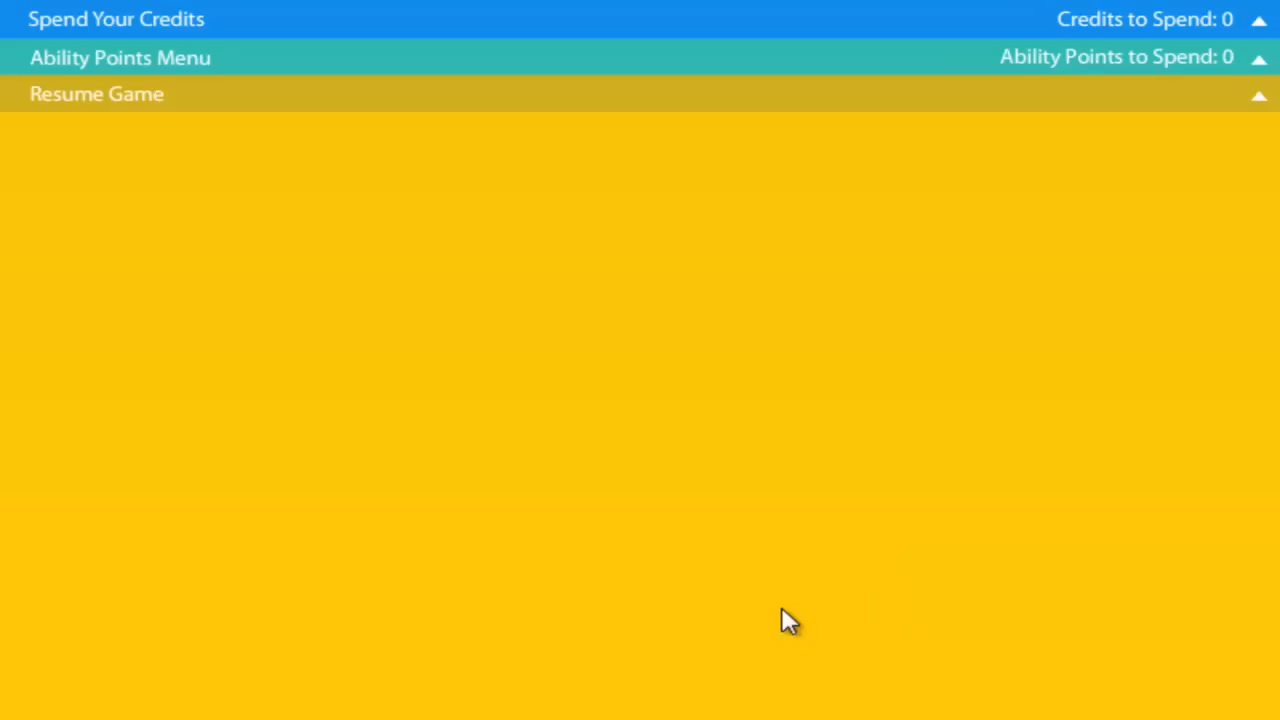 Spend Your Credits Credits to Spend: 0
Ability Points Menu Ability Points to Spend: 0
Resume Game